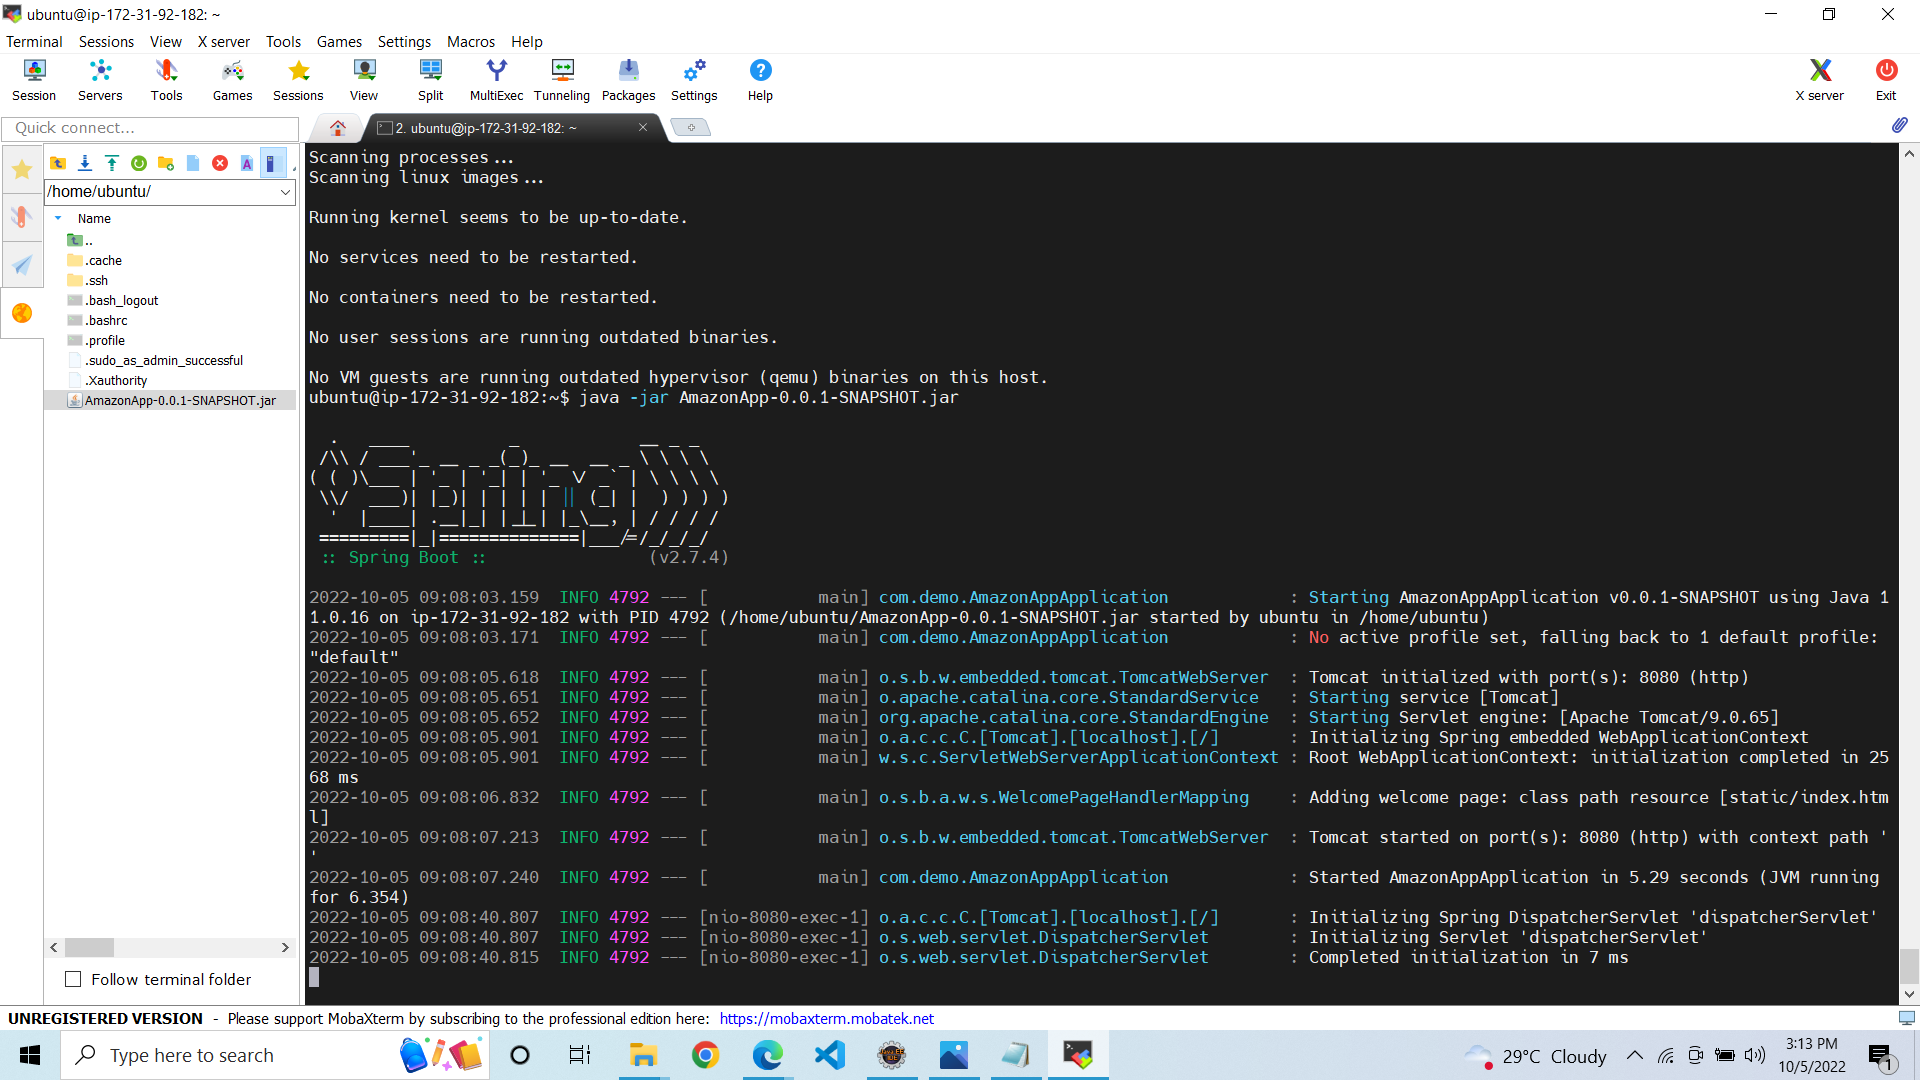 ubuntu@ip-172-31-92-182: ~
Terminal Sessions View X server Tools Games Settings Macros Help
Session Servers Tools Games Sessions View Split MultiExec Tunneling Packages Settings Help X server Exit
Quick connect...
2. ubuntu@ip-172-31-92-182: ~
/home/ubuntu/
Name
..
.cache
.ssh
.bash_logout
.bashrc
.profile
.sudo_as_admin_successful
.Xauthority
AmazonApp-0.0.1-SNAPSHOT.jar
Follow terminal folder
Scanning processes...
Scanning linux images...
Running kernel seems to be up-to-date.
No services need to be restarted.
No containers need to be restarted.
No user sessions are running outdated binaries.
No VM guests are running outdated hypervisor (qemu) binaries on this host.
ubuntu@ip-172-31-92-182:~$ java -jar AmazonApp-0.0.1-SNAPSHOT.jar
  .   ____          _            __ _ _
 /\\ / ___'_ __ _ _(_)_ __  __ _ \ \ \ \
( ( )\___ | '_ | '_| | '_ \/ _` | \ \ \ \
 \\/  ___)| |_)| | | | | || (_| |  ) ) ) )
  '  |____| .__|_| |_|_| |_\__, | / / / /
 =========|_|==============|___/=/_/_/_/
:: Spring Boot :: (v2.7.4)
2022-10-05 09:08:03.159  INFO 4792 --- [           main] com.demo.AmazonAppApplication            : Starting AmazonAppApplication v0.0.1-SNAPSHOT using Java 1
1.0.16 on ip-172-31-92-182 with PID 4792 (/home/ubuntu/AmazonApp-0.0.1-SNAPSHOT.jar started by ubuntu in /home/ubuntu)
2022-10-05 09:08:03.171  INFO 4792 --- [           main] com.demo.AmazonAppApplication            : No active profile set, falling back to 1 default profile:
"default"
2022-10-05 09:08:05.618  INFO 4792 --- [           main] o.s.b.w.embedded.tomcat.TomcatWebServer  : Tomcat initialized with port(s): 8080 (http)
2022-10-05 09:08:05.651  INFO 4792 --- [           main] o.apache.catalina.core.StandardService   : Starting service [Tomcat]
2022-10-05 09:08:05.652  INFO 4792 --- [           main] org.apache.catalina.core.StandardEngine  : Starting Servlet engine: [Apache Tomcat/9.0.65]
2022-10-05 09:08:05.901  INFO 4792 --- [           main] o.a.c.c.C.[Tomcat].[localhost].[/]       : Initializing Spring embedded WebApplicationContext
2022-10-05 09:08:05.901  INFO 4792 --- [           main] w.s.c.ServletWebServerApplicationContext : Root WebApplicationContext: initialization completed in 25
68 ms
2022-10-05 09:08:06.832  INFO 4792 --- [           main] o.s.b.a.w.s.WelcomePageHandlerMapping    : Adding welcome page: class path resource [static/index.htm
l]
2022-10-05 09:08:07.213  INFO 4792 --- [           main] o.s.b.w.embedded.tomcat.TomcatWebServer  : Tomcat started on port(s): 8080 (http) with context path '
'
2022-10-05 09:08:07.240  INFO 4792 --- [           main] com.demo.AmazonAppApplication            : Started AmazonAppApplication in 5.29 seconds (JVM running
for 6.354)
2022-10-05 09:08:40.807  INFO 4792 --- [nio-8080-exec-1] o.a.c.c.C.[Tomcat].[localhost].[/]       : Initializing Spring DispatcherServlet 'dispatcherServlet'
2022-10-05 09:08:40.807  INFO 4792 --- [nio-8080-exec-1] o.s.web.servlet.DispatcherServlet        : Initializing Servlet 'dispatcherServlet'
2022-10-05 09:08:40.815  INFO 4792 --- [nio-8080-exec-1] o.s.web.servlet.DispatcherServlet        : Completed initialization in 7 ms
UNREGISTERED VERSION - Please support MobaXterm by subscribing to the professional edition here: https://mobaxterm.mobatek.net
Type here to search
29°C Cloudy
3:13 PM
10/5/2022
1